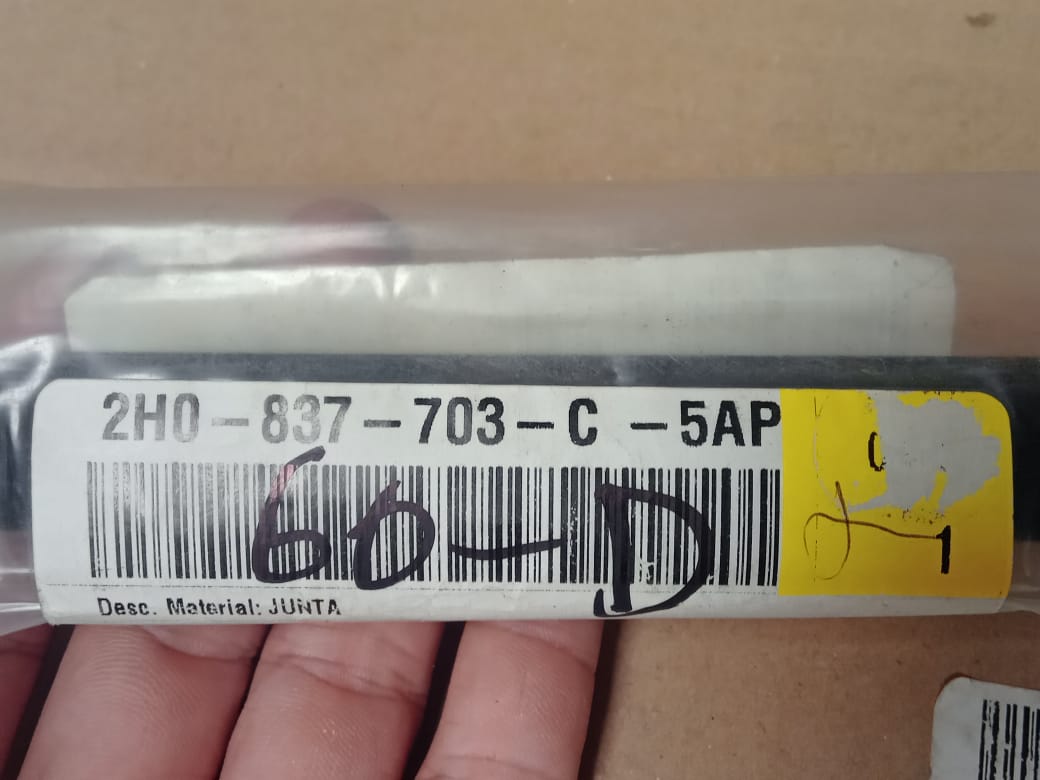 2H0-837-703-C -5AP
60-D
1
Desc. Material: JUNTA